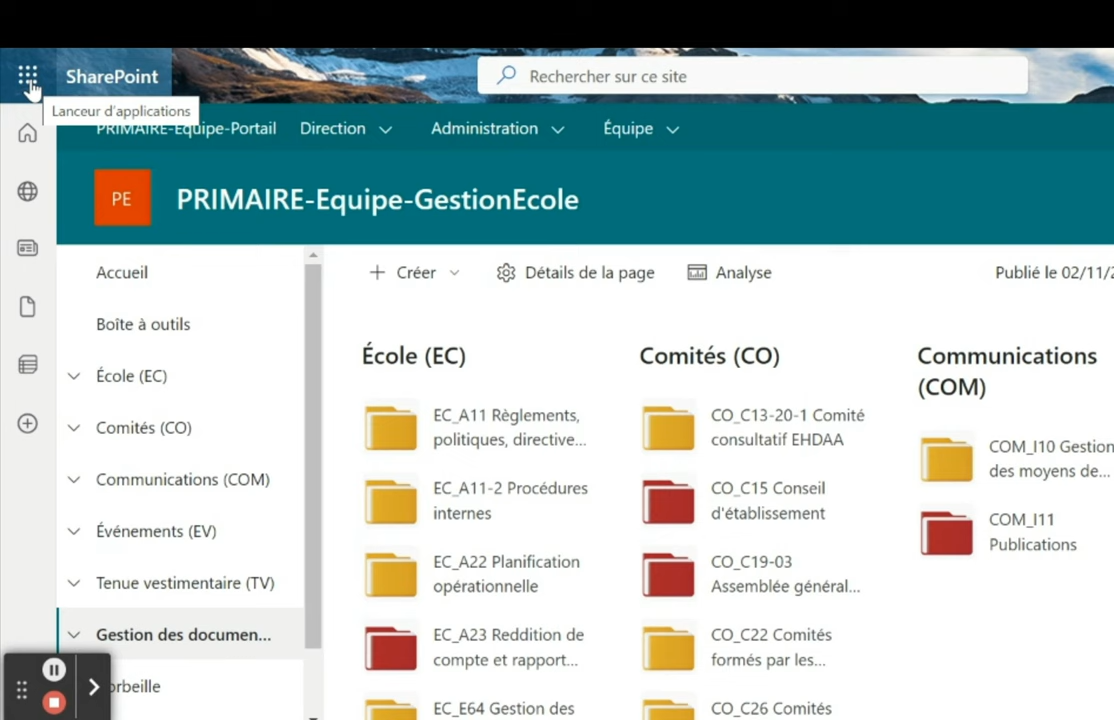 SharePoint
Rechercher sur ce site
Lanceur d'applications
PRIMAIRE-Equipe-Portail
Direction
Administration
Équipe
PE
PRIMAIRE-Equipe-GestionEcole
Accueil
Boîte à outils
École (EC)
Comités (CO)
Communications (COM)
Événements (EV)
Tenue vestimentaire (TV)
Gestion des documen...
orbeille
Créer
Détails de la page
Analyse
Publié le 02/11/2
École (EC)
EC_A11 Règlements,
politiques, directive...
EC_A11-2 Procédures
internes
EC_A22 Planification
opérationnelle
EC_A23 Reddition de
compte et rapport...
EC_E64 Gestion des
Comités (CO)
CO_C13-20-1 Comité
consultatif EHDAA
CO_C15 Conseil
d'établissement
CO_C19-03
Assemblée général...
CO_C22 Comités
formés par les...
CO_C26 Comités
Communications
(COM)
COM_I10 Gestion
des moyens de...
COM_I11
Publications